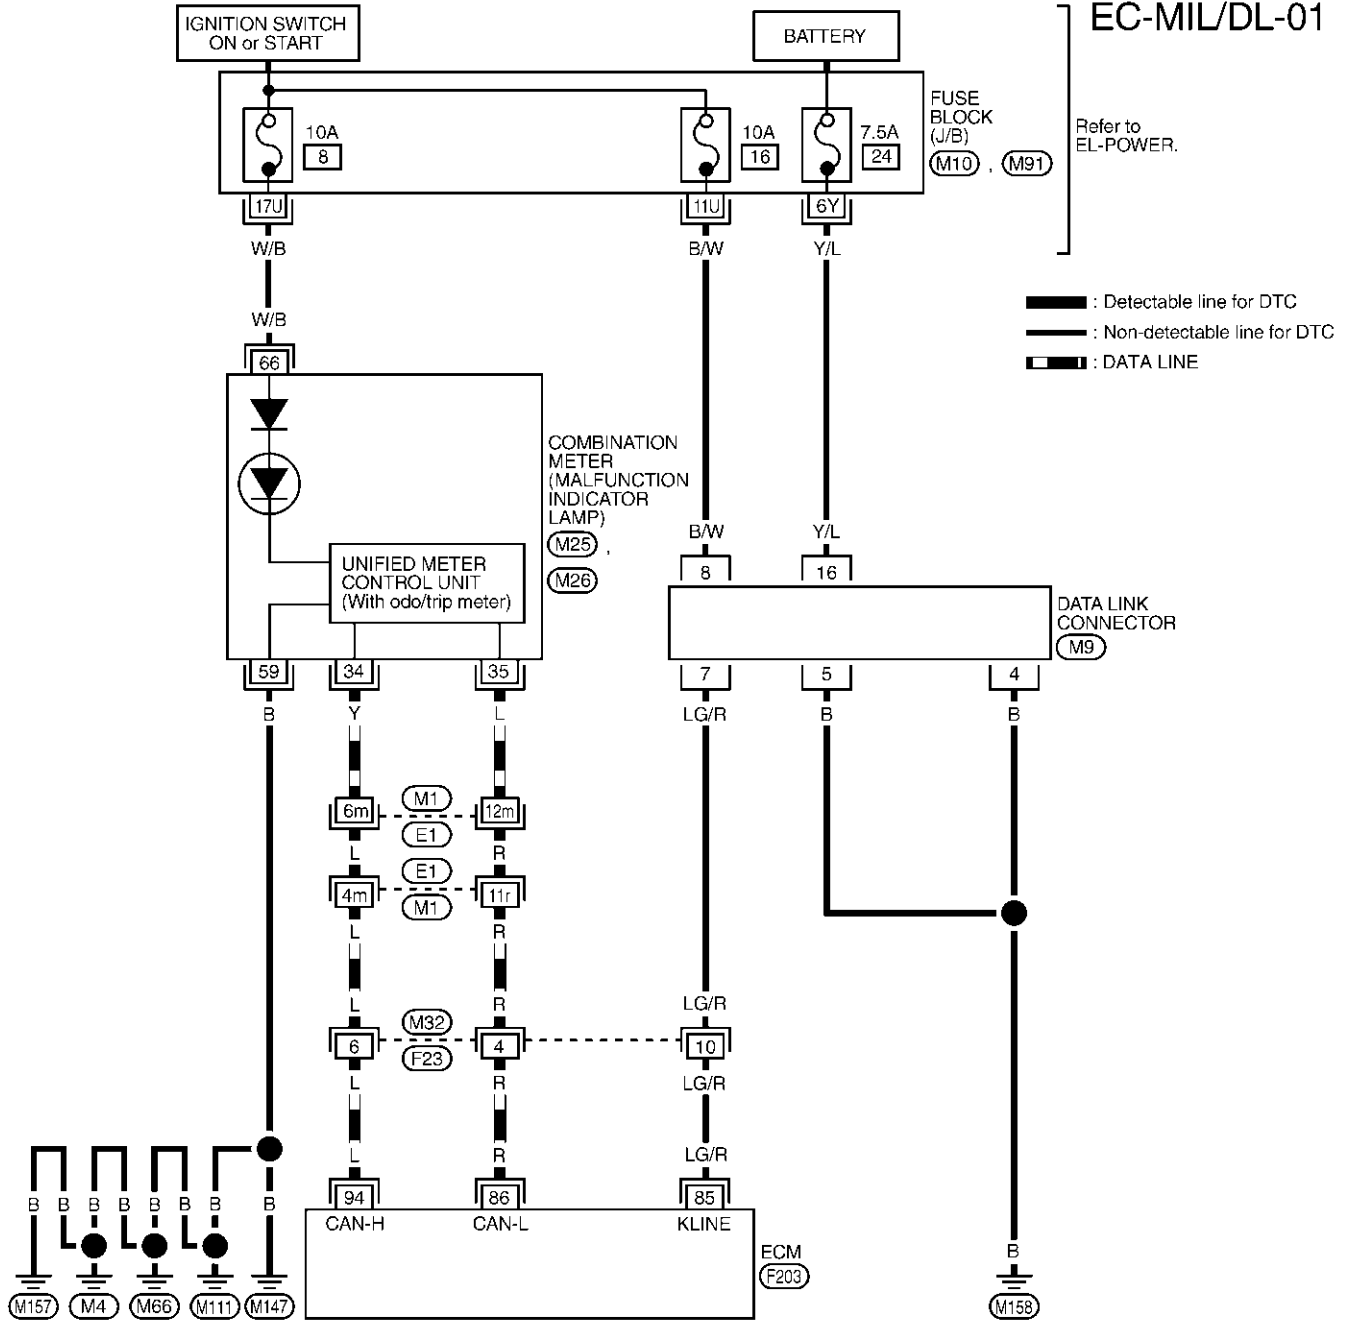 EC-MIL/DL-01
IGNITION SWITCH
ON or START
BATTERY
FUSE
BLOCK
(J/B)
M10 , M91
Refer to
EL-POWER.
10A
8
10A
16
7.5A
24
17U
11U
6Y
W/B
B/W
Y/L
: Detectable line for DTC
: Non-detectable line for DTC
: DATA LINE
W/B
66
COMBINATION
METER
(MALFUNCTION
INDICATOR
LAMP)
M25 ,
M26
B/W
Y/L
8
16
UNIFIED METER
CONTROL UNIT
(With odo/trip meter)
DATA LINK
CONNECTOR
M9
59
34
35
7
5
4
B
Y
L
LG/R
B
B
6m
M1
12m
E1
L
R
E1
4m
11r
M1
L
R
L
R
LG/R
M32
6
4
10
F23
L
R
LG/R
L
R
LG/R
94
86
85
CAN-H
CAN-L
KLINE
ECM
F203
B
B
B
B
B
B
B
B
B
M157
M4
M66
M111
M147
M158